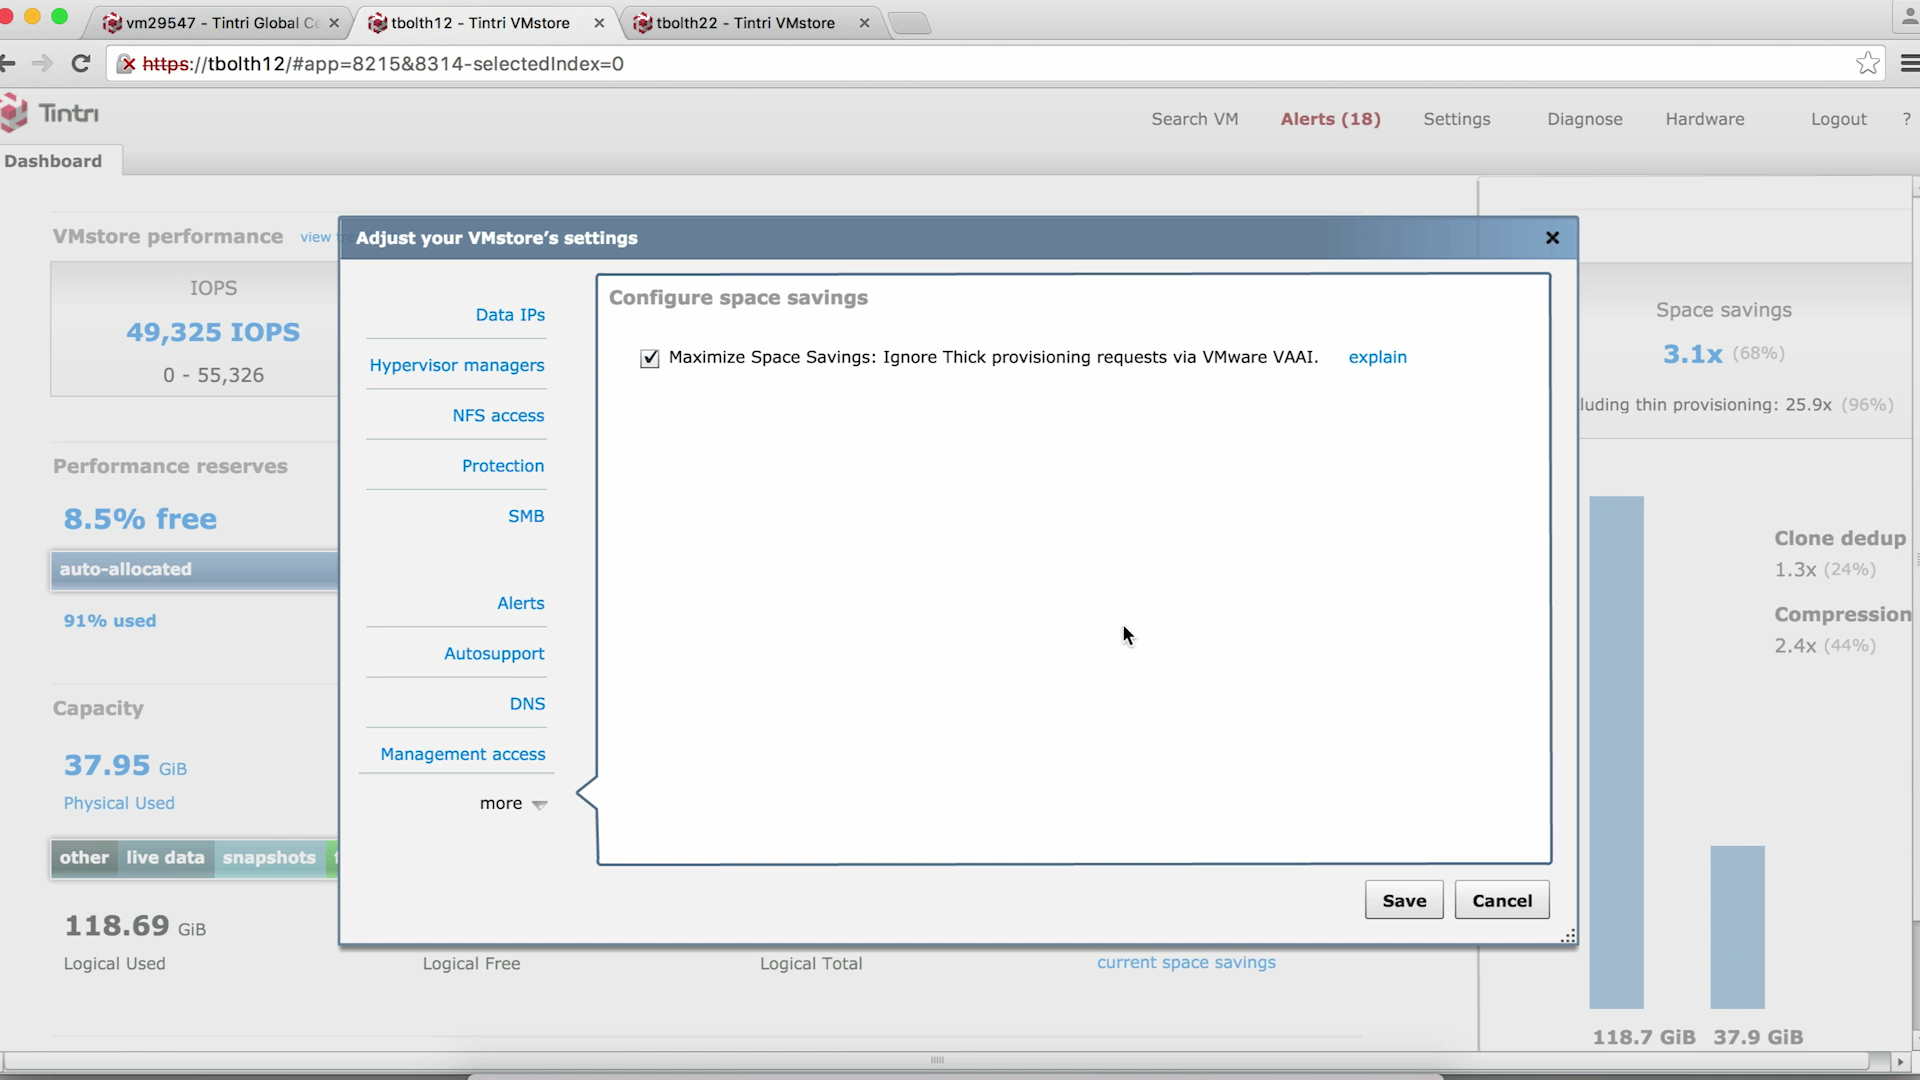 vm29547 - Tintri Global Ce
tbolth12 - Tintri VMstore
tbolth22 - Tintri VMstore
https://tbolth12/#app=8215&8314-selectedIndex=0
Tintri
Search VM
Alerts (18)
Settings
Diagnose
Hardware
Logout
?
Dashboard
VMstore performance
view
IOPS
49,325 IOPS
0 - 55,326
Performance reserves
8.5% free
auto-allocated
91% used
Capacity
37.95 GiB
Physical Used
other
live data
snapshots
118.69 GiB
Logical Used
Logical Free
Logical Total
current space savings
Adjust your VMstore's settings
Data IPs
Hypervisor managers
NFS access
Protection
SMB
Alerts
Autosupport
DNS
Management access
more
Configure space savings
Maximize Space Savings: Ignore Thick provisioning requests via VMware VAAI.
explain
Save
Cancel
Space savings
3.1x (68%)
luding thin provisioning: 25.9x (96%)
Clone dedup
1.3x (24%)
Compression
2.4x (44%)
118.7 GiB
37.9 GiB